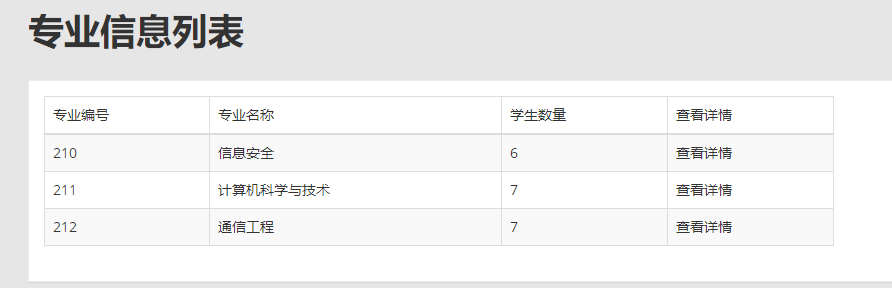 专业信息列表
专业编号 专业名称 学生数量 查看详情
210 信息安全 6 查看详情
211 计算机科学与技术 7 查看详情
212 通信工程 7 查看详情